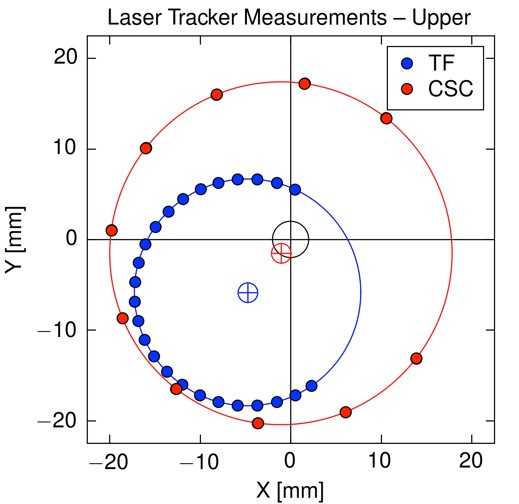 Laser Tracker Measurements – Upper
TF
CSC
Y [mm]
20
10
0
−10
−20
−20
−10
0
10
20
X [mm]